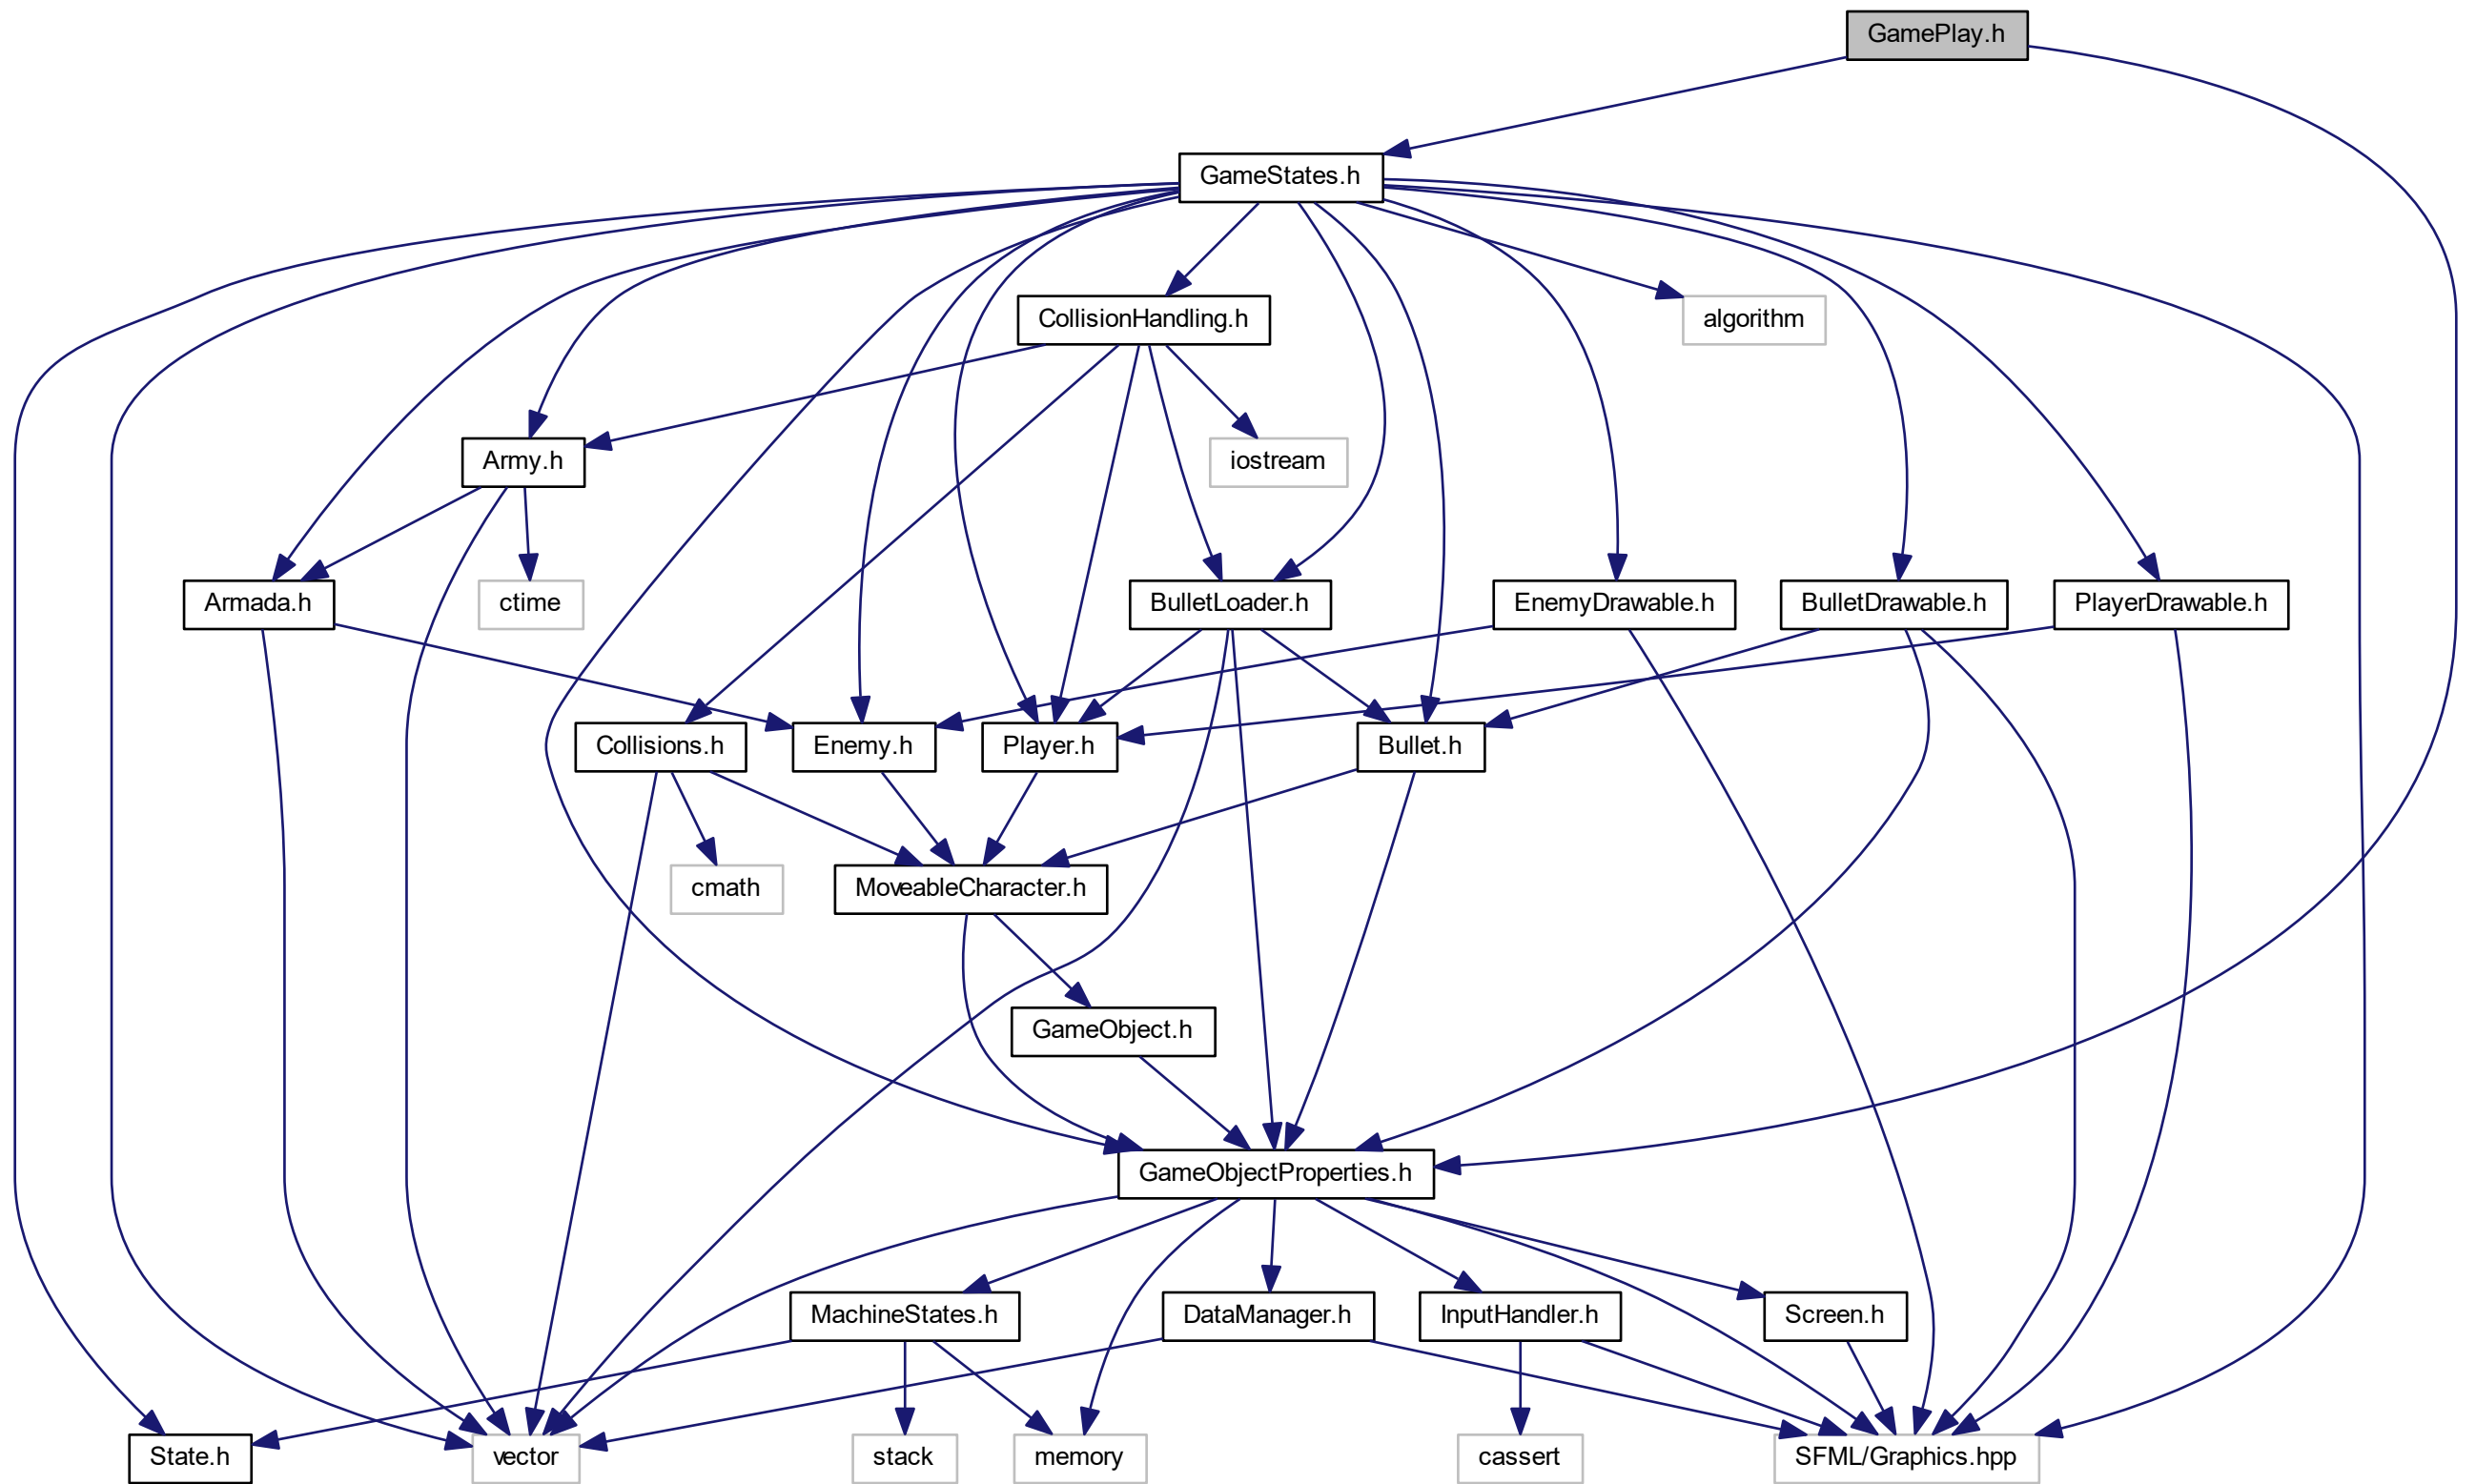 GamePlay.h
GameStates.h
CollisionHandling.h
algorithm
Army.h
iostream
Armada.h
ctime
BulletLoader.h
EnemyDrawable.h
BulletDrawable.h
PlayerDrawable.h
Collisions.h
Enemy.h
Player.h
Bullet.h
cmath
MoveableCharacter.h
GameObject.h
GameObjectProperties.h
MachineStates.h
DataManager.h
InputHandler.h
Screen.h
State.h
vector
stack
memory
cassert
SFML/Graphics.hpp